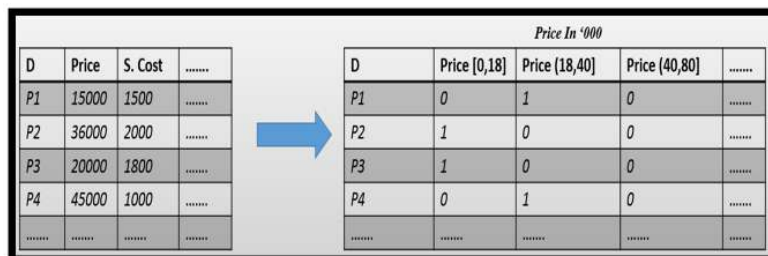 Price In ‘000
D Price S. Cost ....... D Price [0,18] Price (18,40] Price (40,80] .......
P1 15000 1500 ....... P1 0 1 0 .......
P2 36000 2000 ....... P2 1 0 0 .......
P3 20000 1800 ....... P3 1 0 0 .......
P4 45000 1000 ....... P4 0 1 0 .......
....... ....... ....... ....... ....... ....... ....... ....... .......